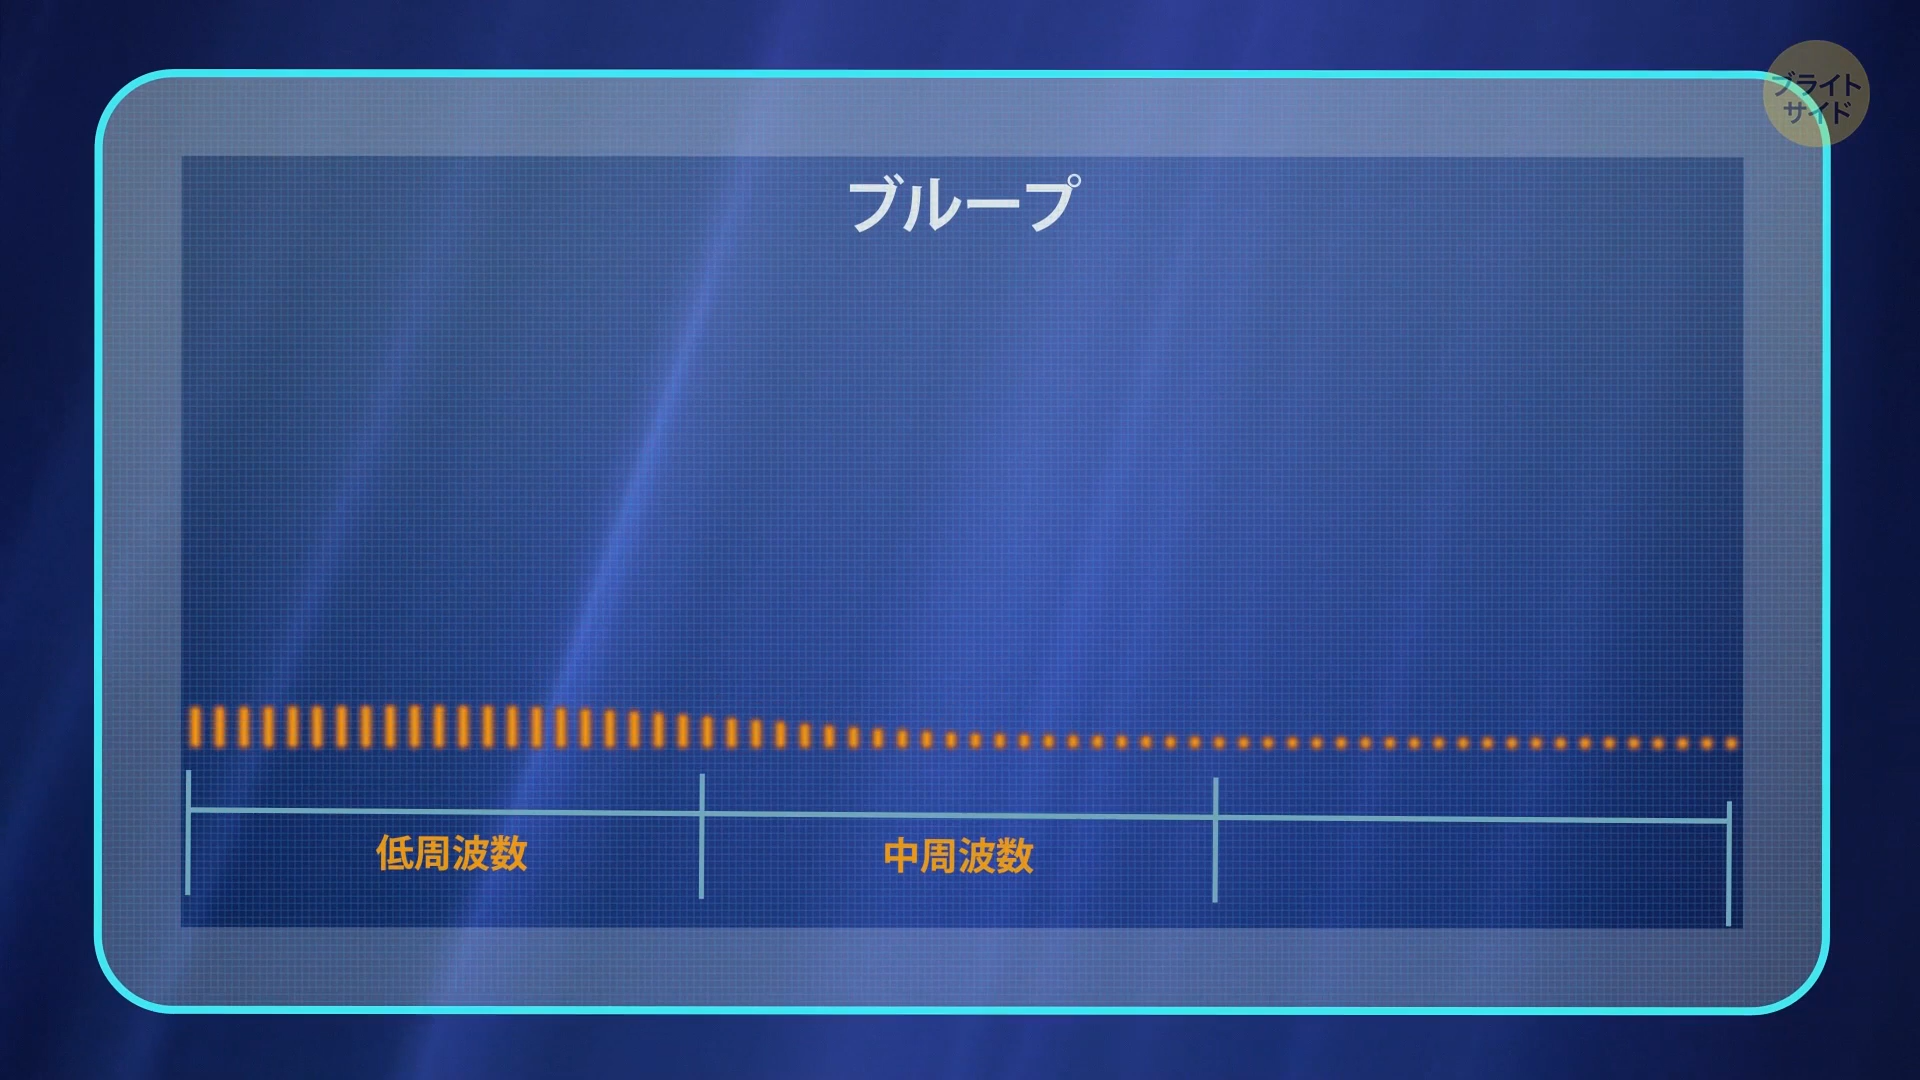 ブライト
サイド
ブループ
低周波数
中周波数